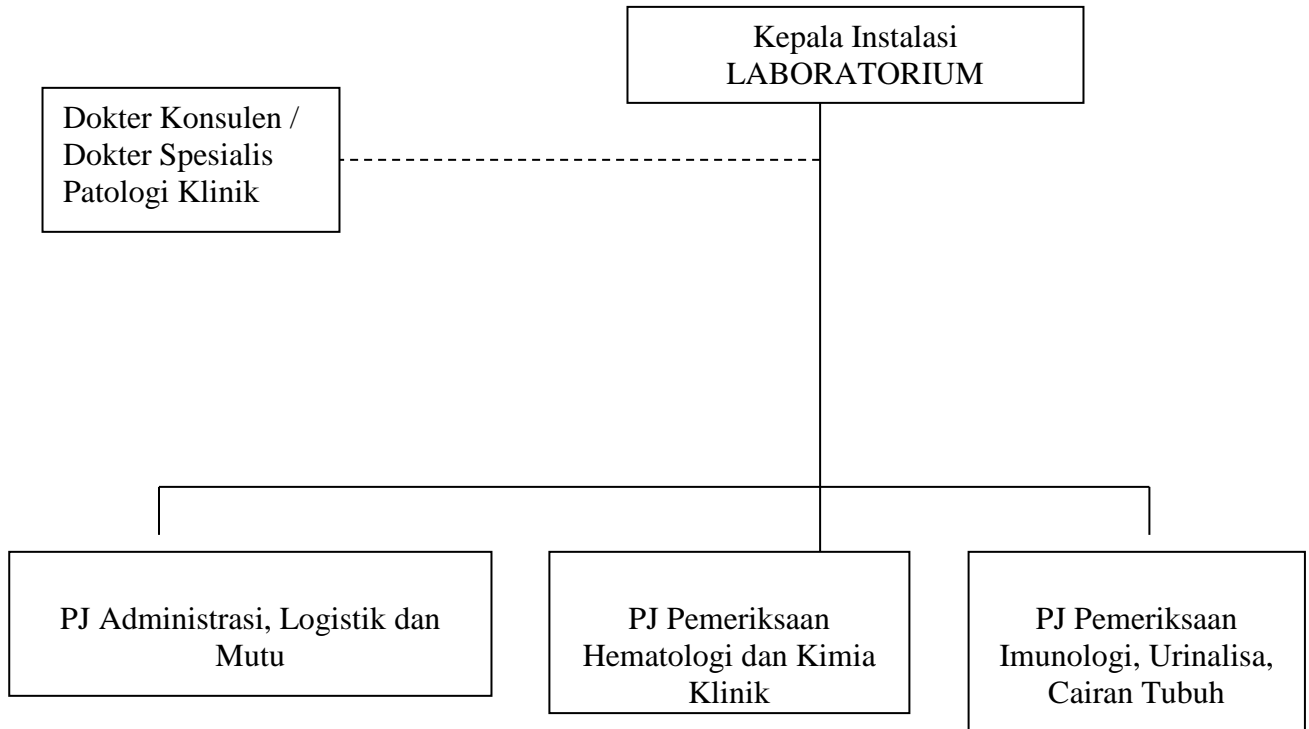 Kepala Instalasi
LABORATORIUM
Dokter Konsulen /
Dokter Spesialis
Patologi Klinik
PJ Administrasi, Logistik dan
Mutu
PJ Pemeriksaan
Hematologi dan Kimia
Klinik
PJ Pemeriksaan
Imunologi, Urinalisa,
Cairan Tubuh